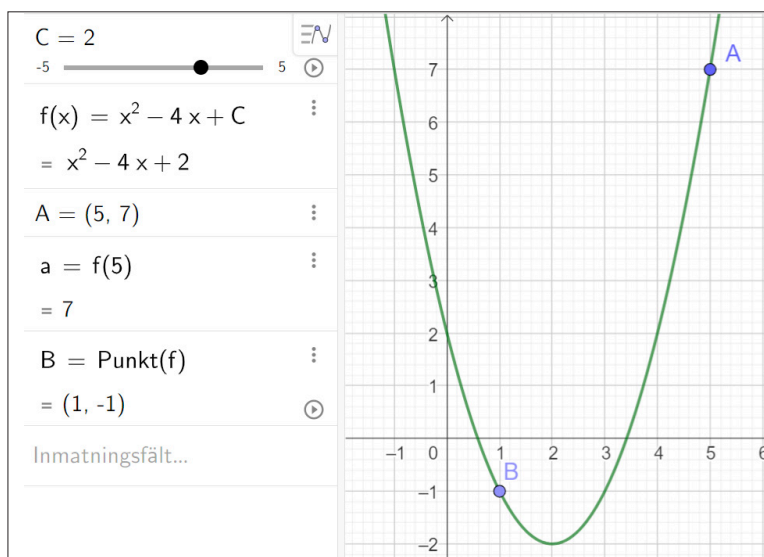 C = 2
-5 5
f(x) = x² − 4 x + C
= x² − 4 x + 2
A = (5, 7)
a = f(5)
= 7
B = Punkt(f)
= (1, -1)
Inmatningsfält...
A
7
6
5
4
3
2
1
−1 0 1 2 3 4 5 6
B
−1
−2